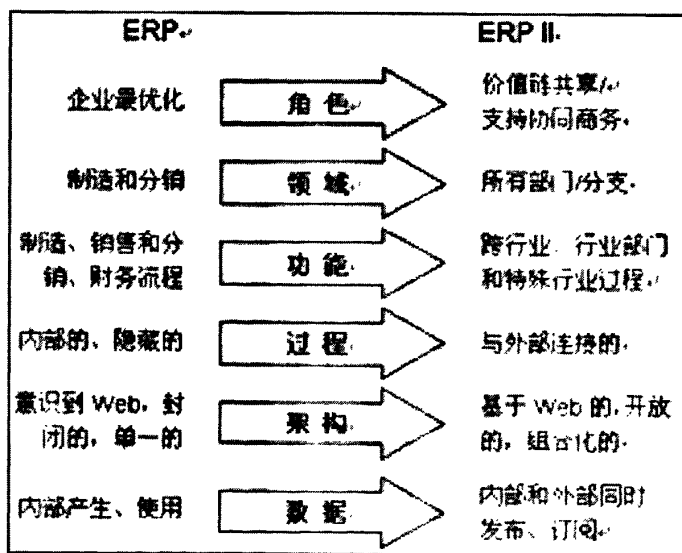 ERP
ERP II.
企业最优化
角 色
价值链共享/
支持协同商务.
制造和分销
领 域
所有部门/分支.
制造、销售和分
销、财务流程
功 能
跨行业、行业部门
和特殊行业过程.
内部的、隐藏的
过 程
与外部连接的.
意识到 Web，封
闭的，单一的
架 构
基于 Web 的,开放
的，组合化的.
内部产生、使用
数 据
内部和外部同时
发布、订阅